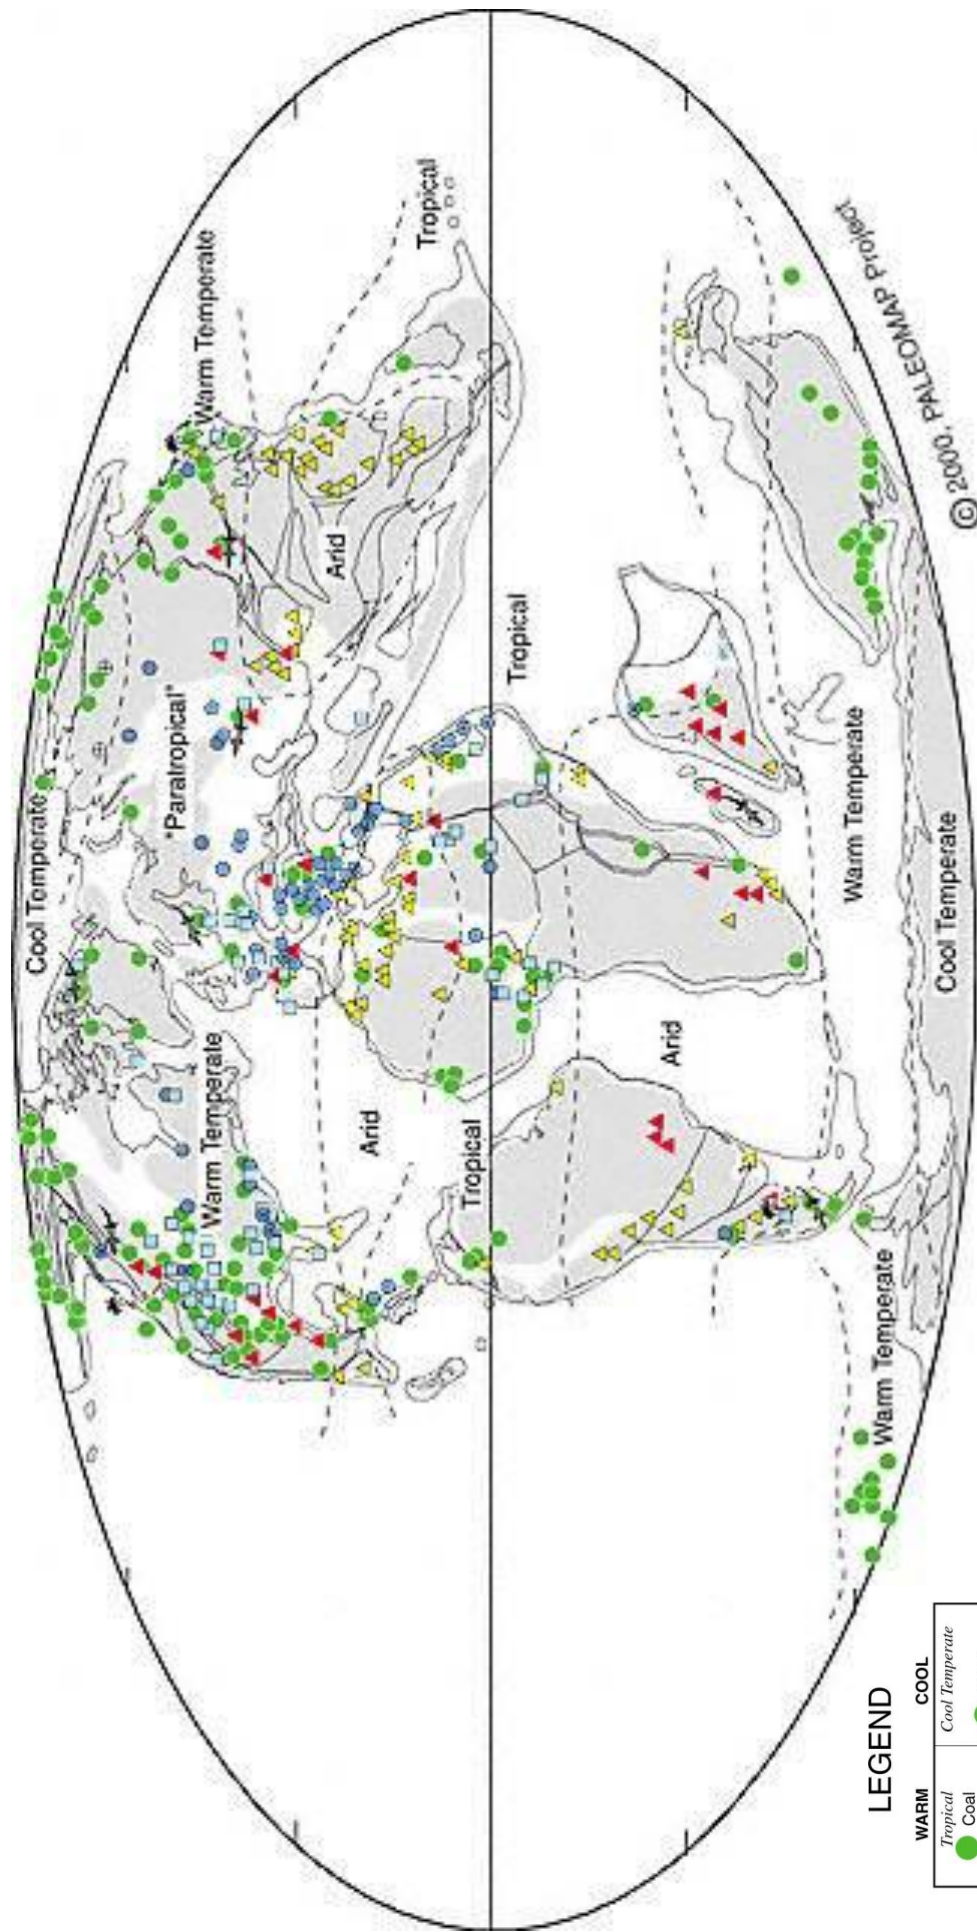 Cool Temperate
Warm Temperate
Tropical
"Paratropical"
Arid
Warm Temperate
Arid
Tropical
Tropical
Arid
Warm Temperate
Warm Temperate
Cool Temperate
© 2000, PALEOMAP Project
LEGEND
WARM COOL
Tropical Cool Temperate
Coal